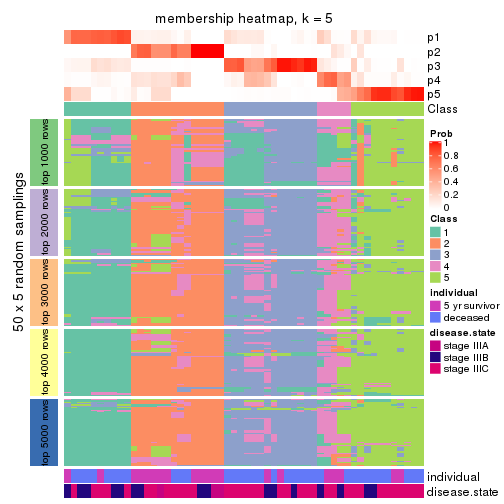 membership heatmap, k = 5
p1
p2
p3
p4
p5
Class
50 x 5 random samplings
top 1000 rows
top 2000 rows
top 3000 rows
top 4000 rows
top 5000 rows
individual
disease.state
Prob
1
0.8
0.6
0.4
0.2
0
Class
1
2
3
4
5
individual
5 yr survivor
deceased
disease.state
stage IIIA
stage IIIB
stage IIIC